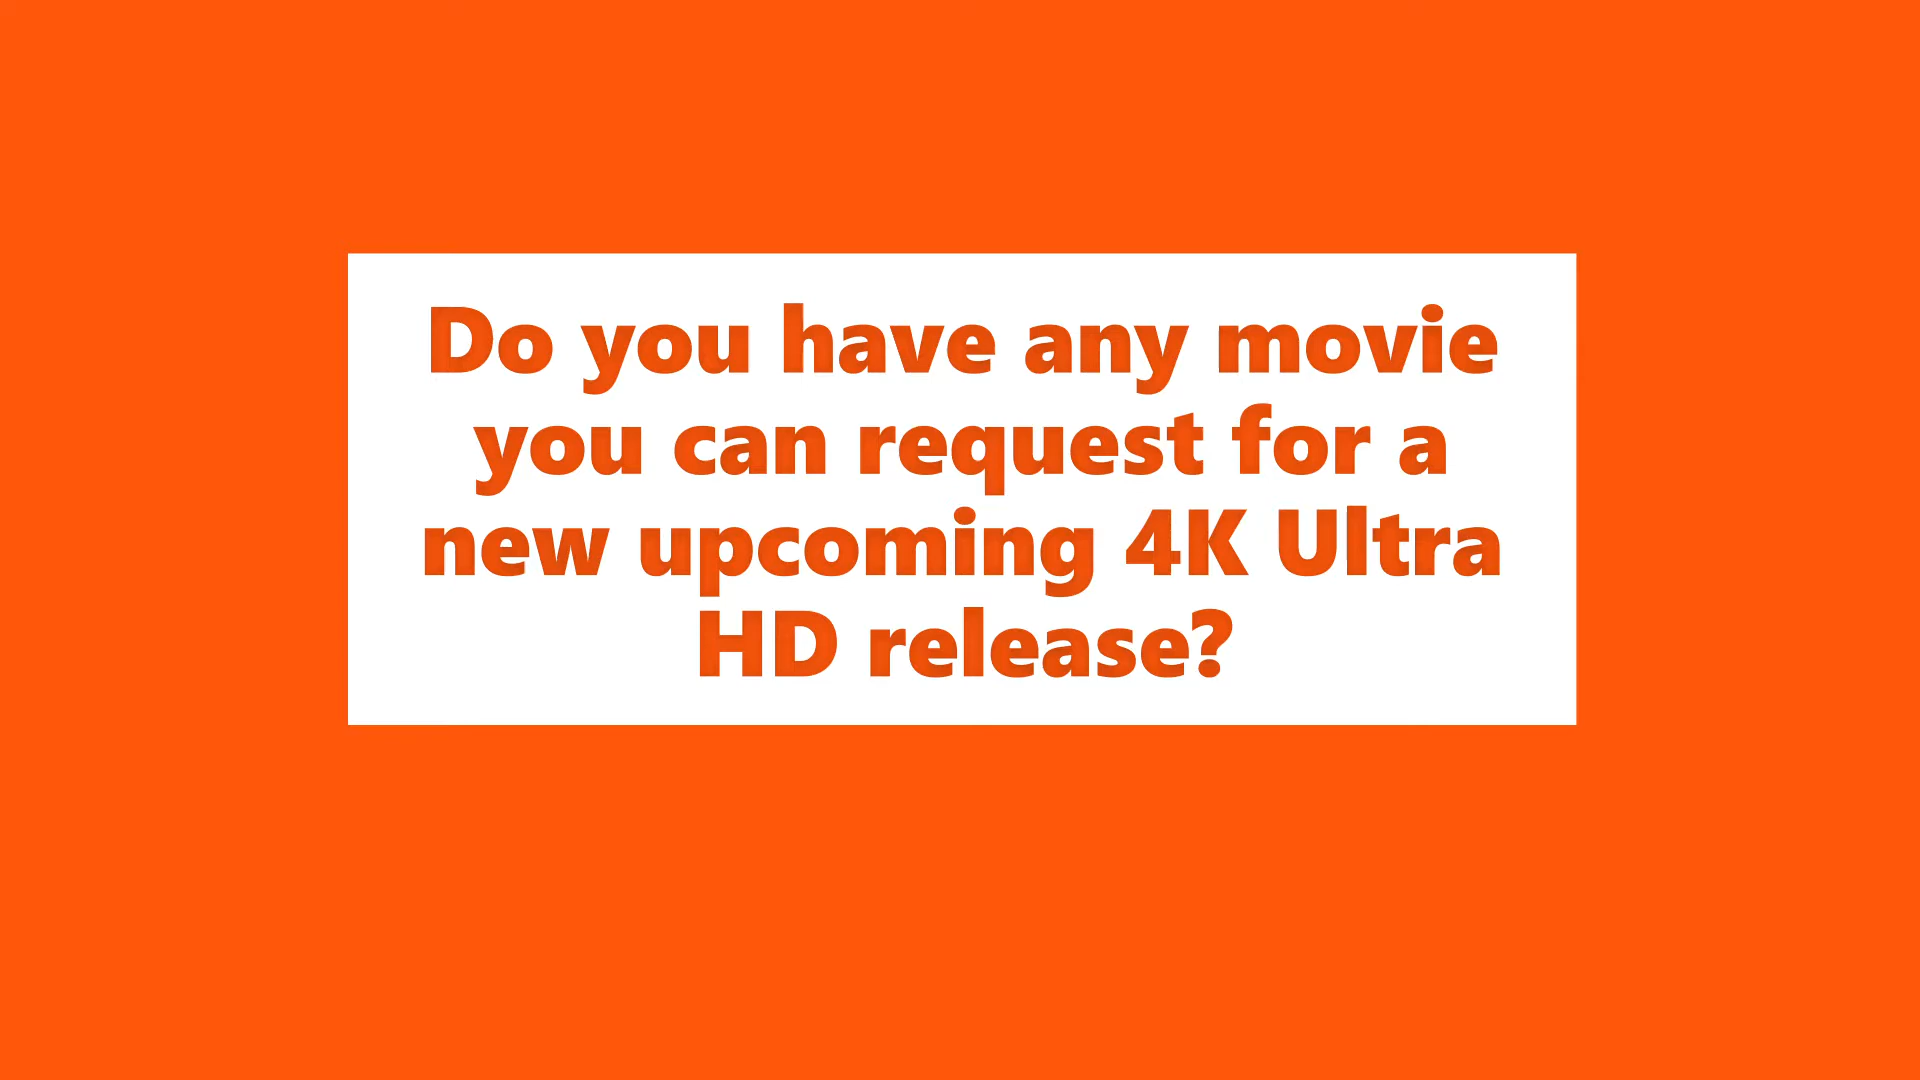 Do you have any movie
you can request for a
new upcoming 4K Ultra
HD release?